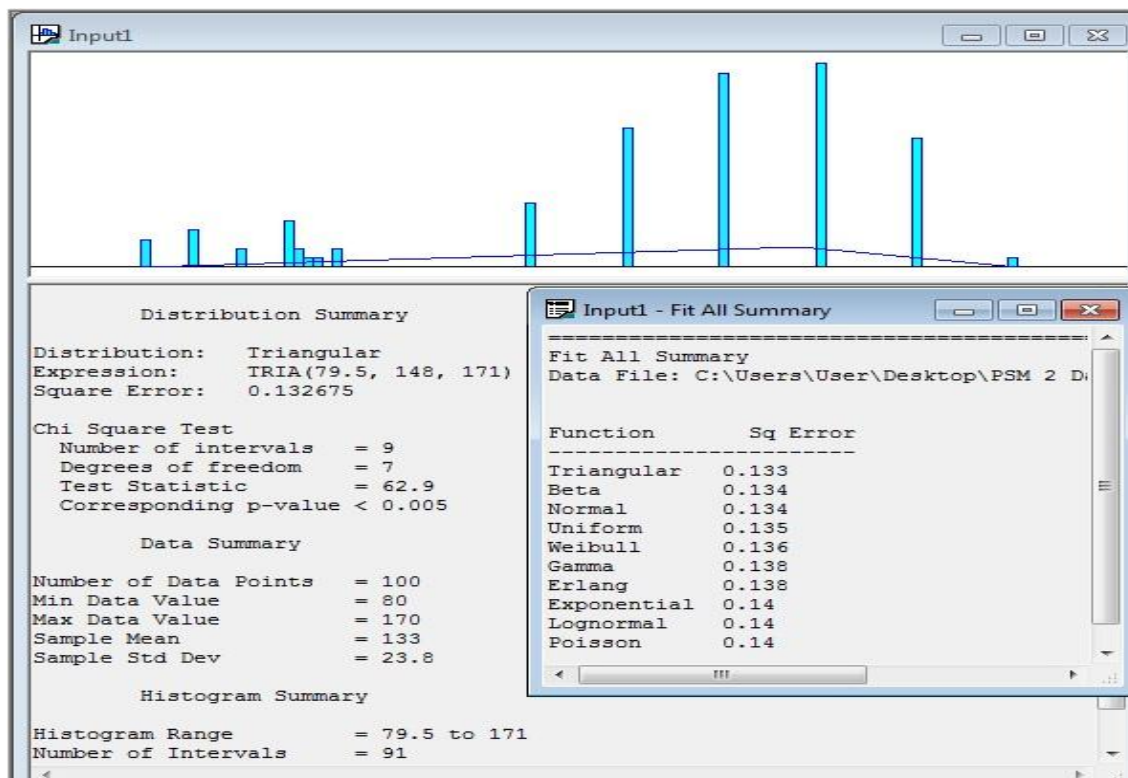 Input1
Distribution Summary
Distribution: Triangular
Expression: TRIA(79.5, 148, 171)
Square Error: 0.132675
Chi Square Test
Number of intervals = 9
Degrees of freedom = 7
Test Statistic = 62.9
Corresponding p-value < 0.005
Data Summary
Number of Data Points = 100
Min Data Value = 80
Max Data Value = 170
Sample Mean = 133
Sample Std Dev = 23.8
Histogram Summary
Histogram Range = 79.5 to 171
Number of Intervals = 91
Input1 - Fit All Summary
Fit All Summary
Data File: C:\Users\User\Desktop\PSM 2
Function Sq Error
Triangular 0.133
Beta 0.134
Normal 0.134
Uniform 0.135
Weibull 0.136
Gamma 0.138
Erlang 0.138
Exponential 0.14
Lognormal 0.14
Poisson 0.14